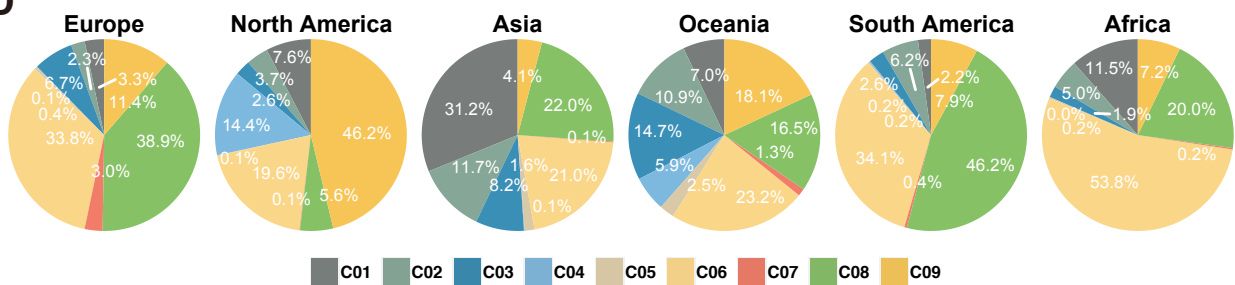 Europe North America Asia Oceania South America Africa
2.3% 3.3% 6.7% 11.4% 0.1% 0.4% 33.8% 38.9% 3.0%
7.6% 3.7% 2.6% 14.4% 46.2% 0.1% 19.6% 0.1% 5.6%
4.1% 31.2% 22.0% 0.1% 11.7% 1.6% 8.2% 21.0% 0.1%
7.0% 10.9% 18.1% 14.7% 16.5% 1.3% 5.9% 2.5% 23.2%
6.2% 2.2% 2.6% 7.9% 0.2% 0.2% 34.1% 46.2% 0.4%
11.5% 7.2% 5.0% 20.0% 0.0% 1.9% 0.2% 0.2% 53.8%
C01 C02 C03 C04 C05 C06 C07 C08 C09